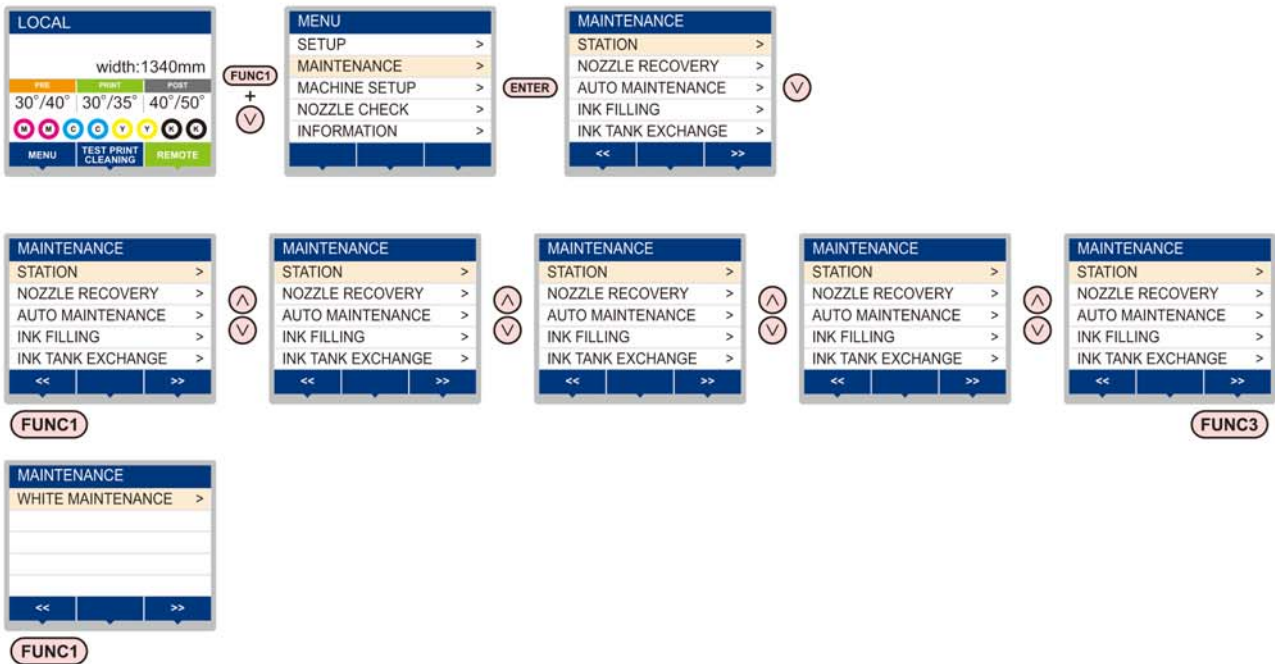 LOCAL
width:1340mm
PRE PRINT POST
30°/40° 30°/35° 40°/50°
M M C C Y Y K K
MENU TEST PRINT CLEANING REMOTE
FUNC1
+
MENU
SETUP >
MAINTENANCE >
MACHINE SETUP >
NOZZLE CHECK >
INFORMATION >
ENTER
MAINTENANCE
STATION >
NOZZLE RECOVERY >
AUTO MAINTENANCE >
INK FILLING >
INK TANK EXCHANGE >
<< >>
MAINTENANCE
STATION >
NOZZLE RECOVERY >
AUTO MAINTENANCE >
INK FILLING >
INK TANK EXCHANGE >
<< >>
FUNC1
MAINTENANCE
STATION >
NOZZLE RECOVERY >
AUTO MAINTENANCE >
INK FILLING >
INK TANK EXCHANGE >
<< >>
MAINTENANCE
STATION >
NOZZLE RECOVERY >
AUTO MAINTENANCE >
INK FILLING >
INK TANK EXCHANGE >
<< >>
MAINTENANCE
STATION >
NOZZLE RECOVERY >
AUTO MAINTENANCE >
INK FILLING >
INK TANK EXCHANGE >
<< >>
MAINTENANCE
STATION >
NOZZLE RECOVERY >
AUTO MAINTENANCE >
INK FILLING >
INK TANK EXCHANGE >
<< >>
FUNC3
MAINTENANCE
WHITE MAINTENANCE >
<< >>
FUNC1